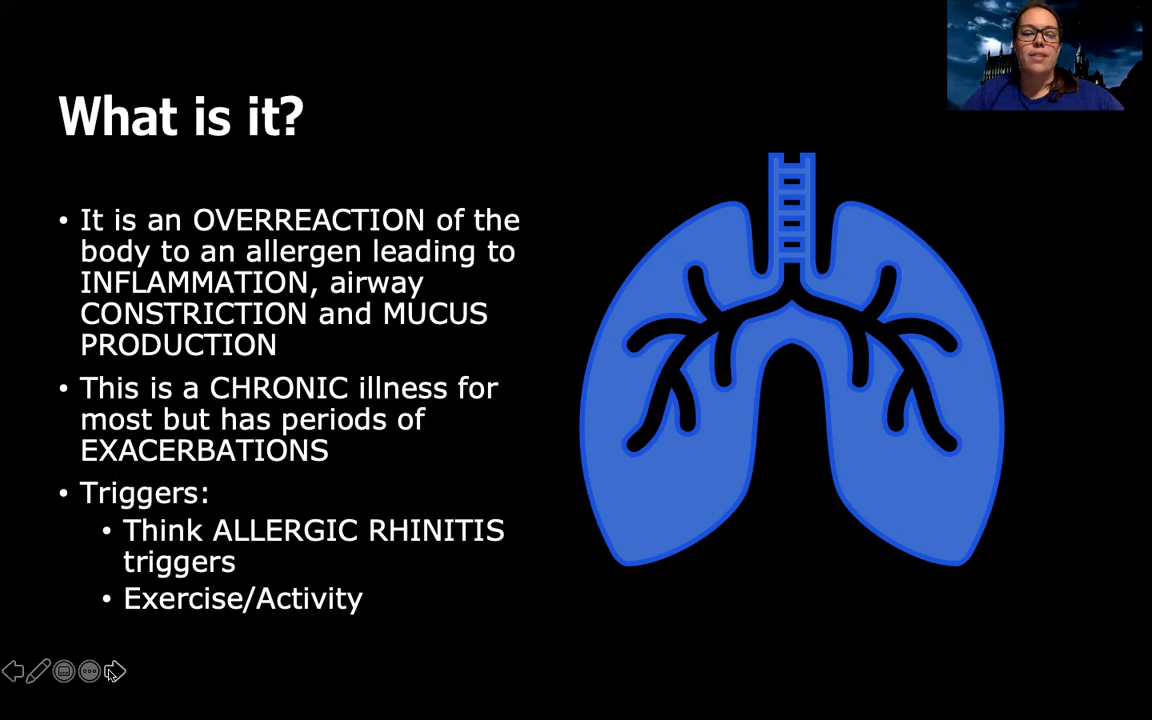 What is it?
• It is an OVERREACTION of the
body to an allergen leading to
INFLAMMATION, airway
CONSTRICTION and MUCUS
PRODUCTION
• This is a CHRONIC illness for
most but has periods of
EXACERBATIONS
• Triggers:
• Think ALLERGIC RHINITIS
triggers
• Exercise/Activity